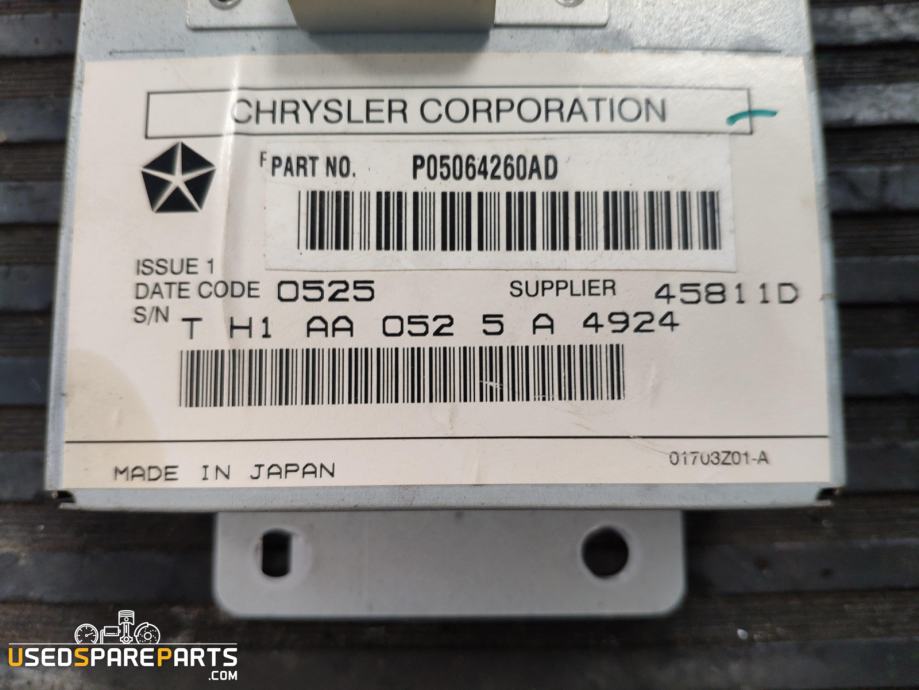 CHRYSLER CORPORATION
F PART NO. P05064260AD
ISSUE 1
DATE CODE 0525 SUPPLIER 45811D
S/N T H1 AA 052 5 A 4924
MADE IN JAPAN 01703Z01-A
USEDSPAREPARTS
.COM